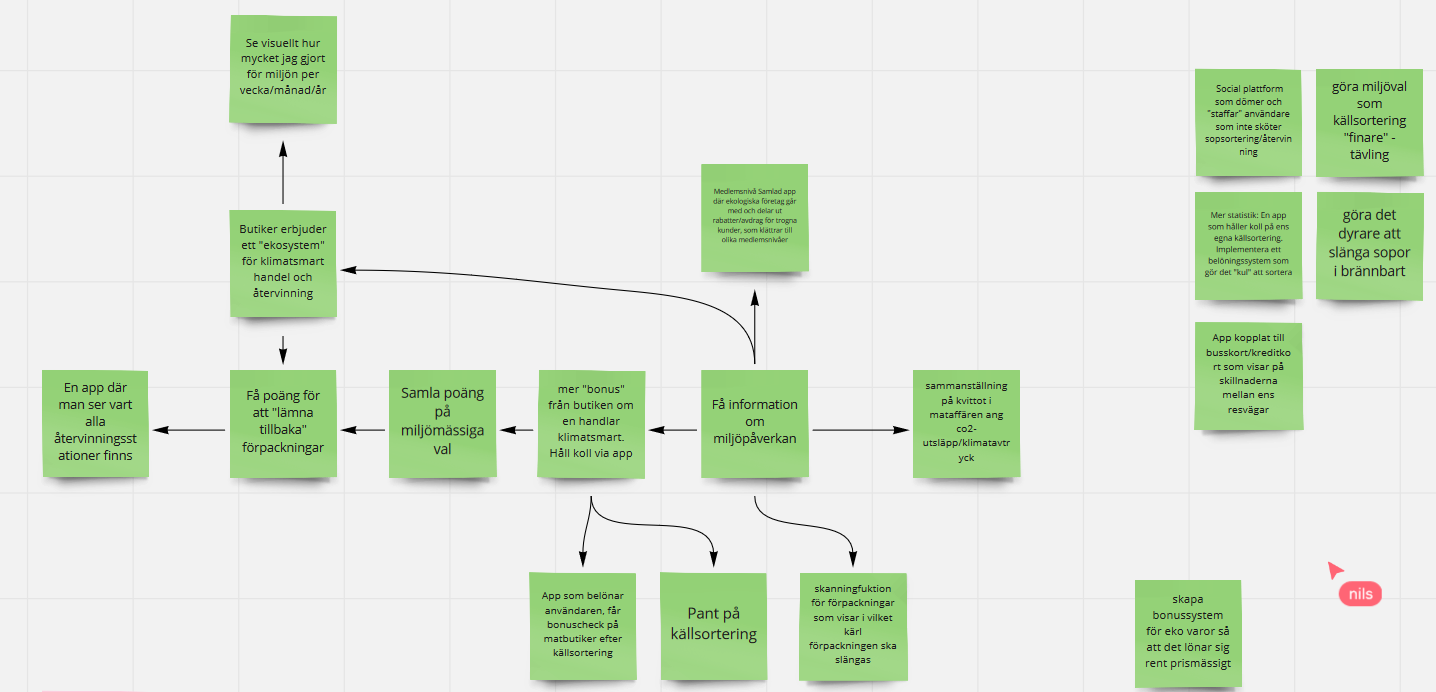 Se visuellt hur
mycket jag gjort
för miljön per
vecka/månad/år
Social plattform
som dömer och
"staffar" användare
som inte sköter
sopsortering/återvin
ning
göra miljöval
som
källsortering
"finare" -
tävling
Medlemsnivå Samlad app
där ekologiska företag går
med och delar ut
rabatter/avdrag för trogna
kunder, som klättrar till
olika medlemsnivåer
Mer statistik: En app
som håller koll på ens
egna källsortering.
Implementera ett
belöningssystem som
gör det "kul" att sortera
göra det
dyrare att
slänga sopor
i brännbart
Butiker erbjuder
ett "ekosystem"
för klimatsmart
handel och
återvinning
App kopplat till
busskort/kreditko
rt som visar på
skillnaderna
mellan ens
resvägar
En app där
man ser vart
alla
återvinningsst
ationer finns
Få poäng för
att "lämna
tillbaka"
förpackningar
Samla poäng
på
miljömässiga
val
mer "bonus"
från butiken om
en handlar
klimatsmart.
Håll koll via app
Få information
om
miljöpåverkan
sammanställning
på kvittot i
mataffären ang
co2-
utsläpp/klimatavtr
yck
App som belönar
användaren, får
bonuscheck på
matbutiker efter
källsortering
Pant på
källsortering
skanningfuktion
för förpackningar
som visar i vilket
kärl
förpackningen ska
slängas
skapa
bonussystem
för eko varor så
att det lönar sig
rent prismässigt
nils